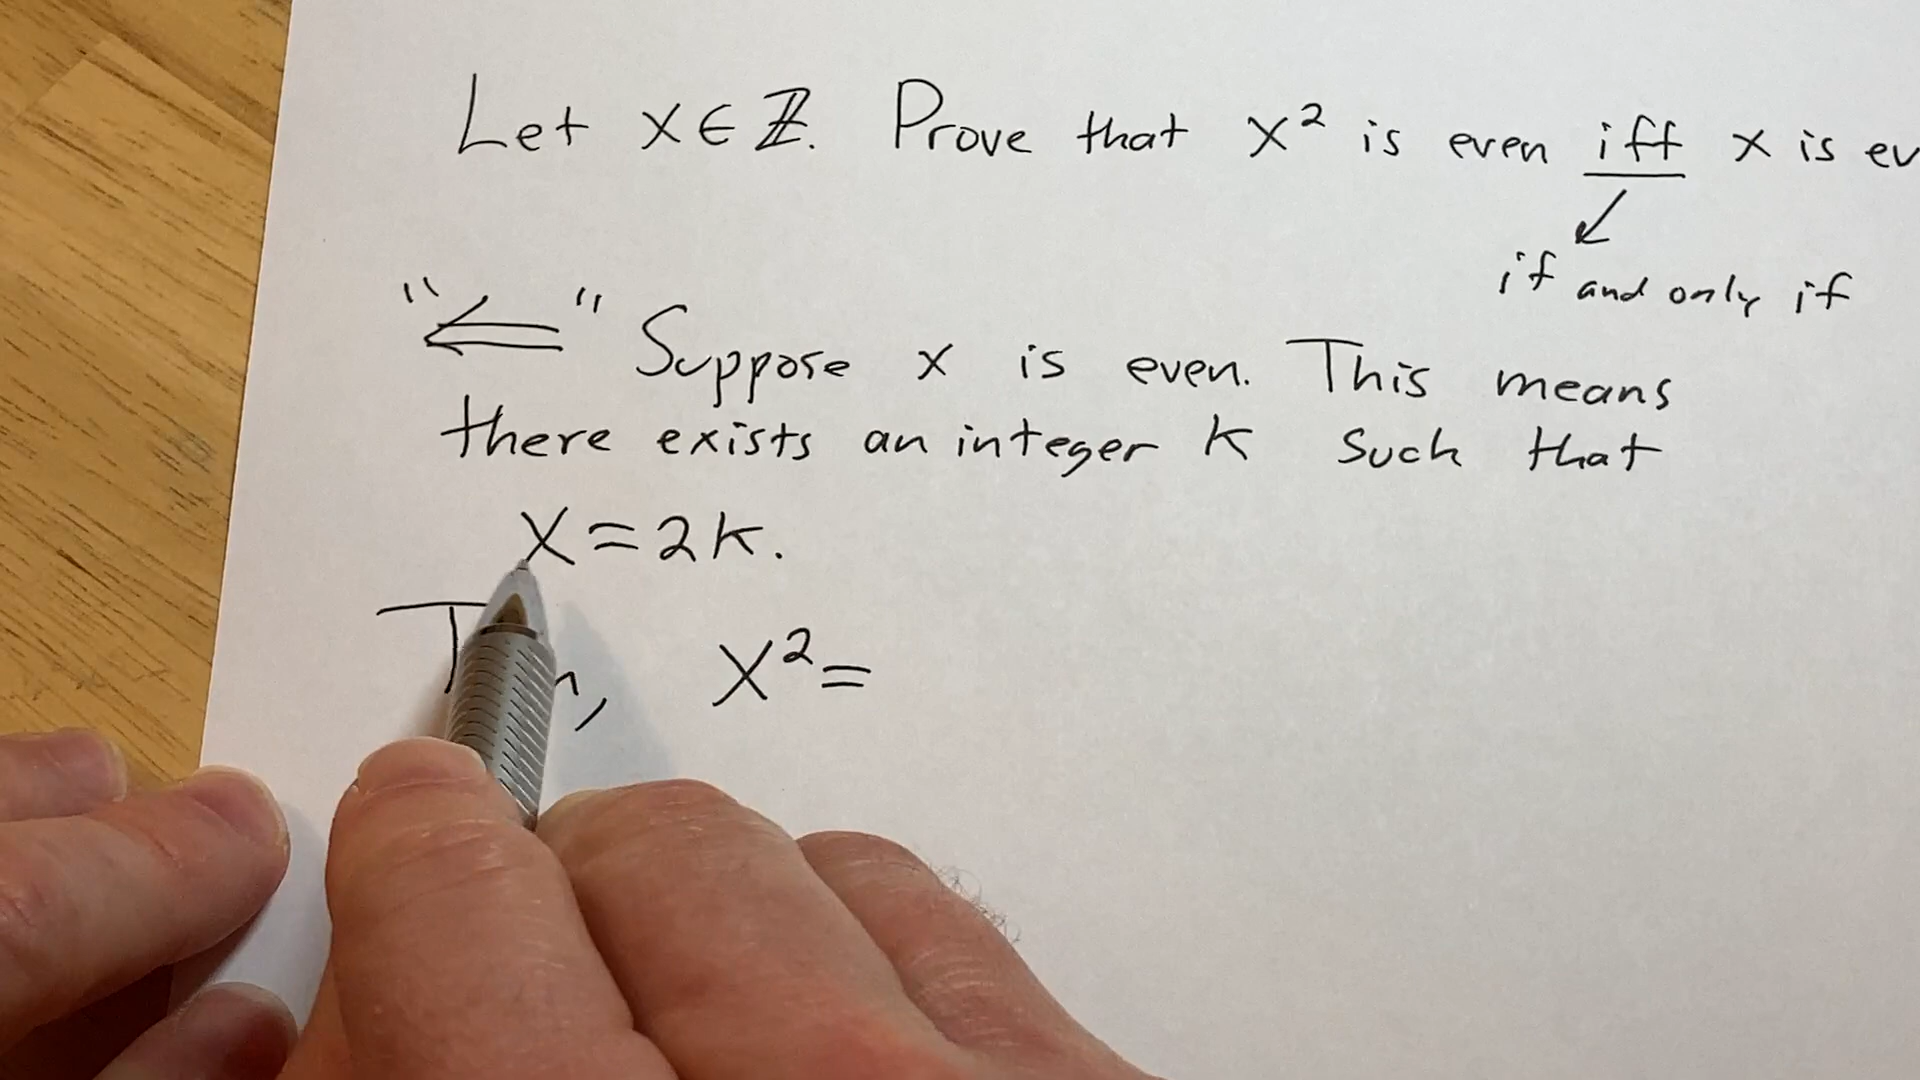 Let x ∈ ℤ. Prove that x² is even iff x is ev
↙
if and only if
"⇐" Suppose x is even. This means
there exists an integer k such that
x = 2k.
x² =